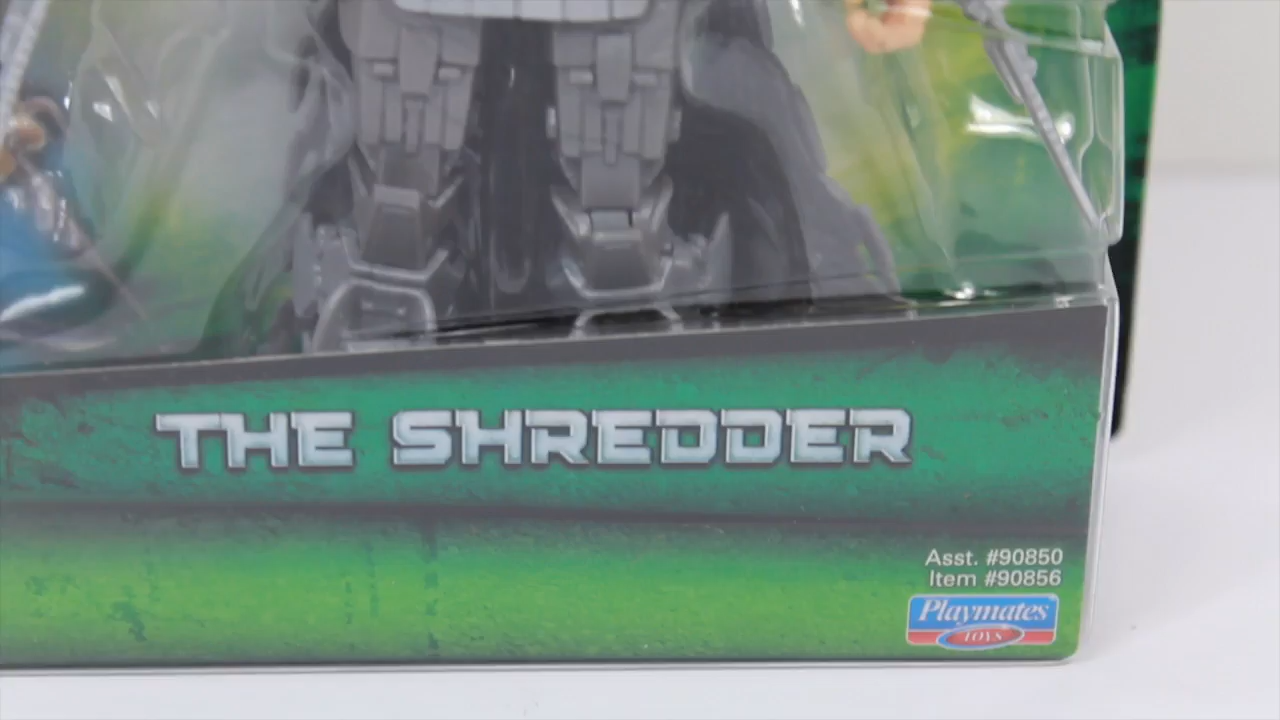 THE SHREDDER
Asst. #90850
Item #90856
Playmates
TOYS